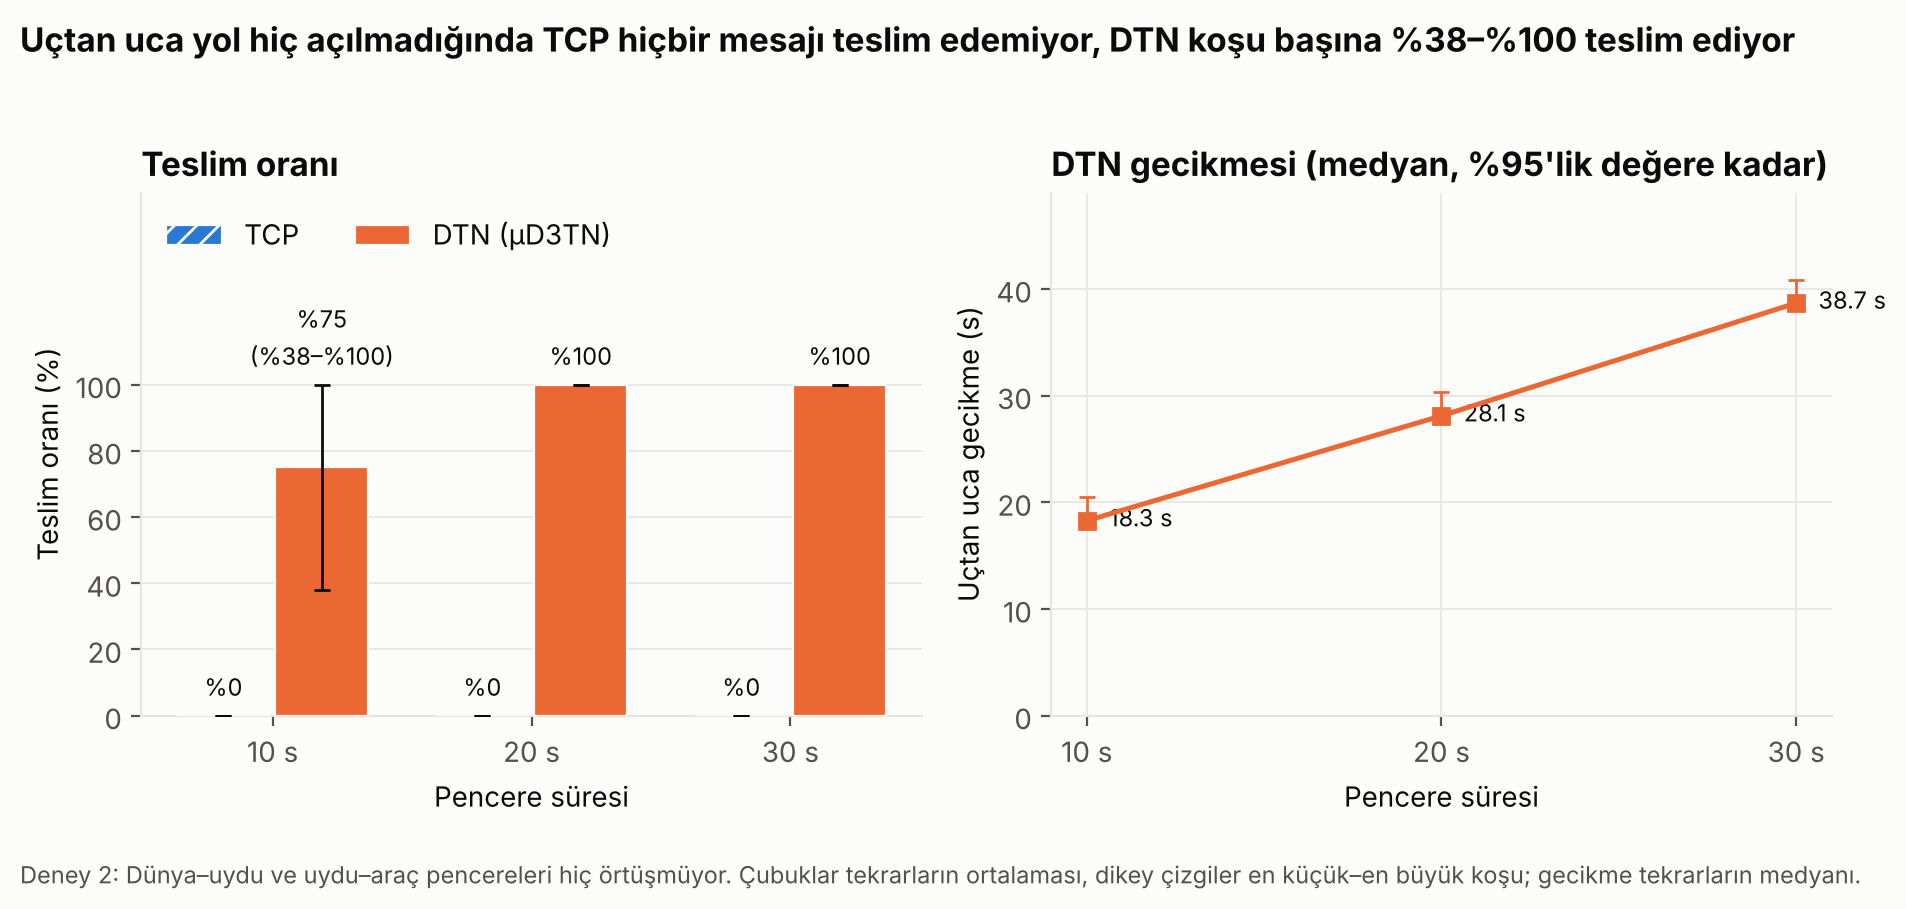 Uçtan uca yol hiç açılmadığında TCP hiçbir mesajı teslim edemiyor, DTN koşu başına %38–%100 teslim ediyor
Teslim oranı
TCP
DTN (µD3TN)
%75
(%38–%100)
%100
%100
%0
%0
%0
Teslim oranı (%)
100
80
60
40
20
0
10 s
20 s
30 s
Pencere süresi
DTN gecikmesi (medyan, %95'lik değere kadar)
Uçtan uca gecikme (s)
40
30
20
10
0
38.7 s
28.1 s
18.3 s
10 s
20 s
30 s
Pencere süresi
Deney 2: Dünya–uydu ve uydu–araç pencereleri hiç örtüşmüyor. Çubuklar tekrarların ortalaması, dikey çizgiler en küçük–en büyük koşu; gecikme tekrarların medyanı.